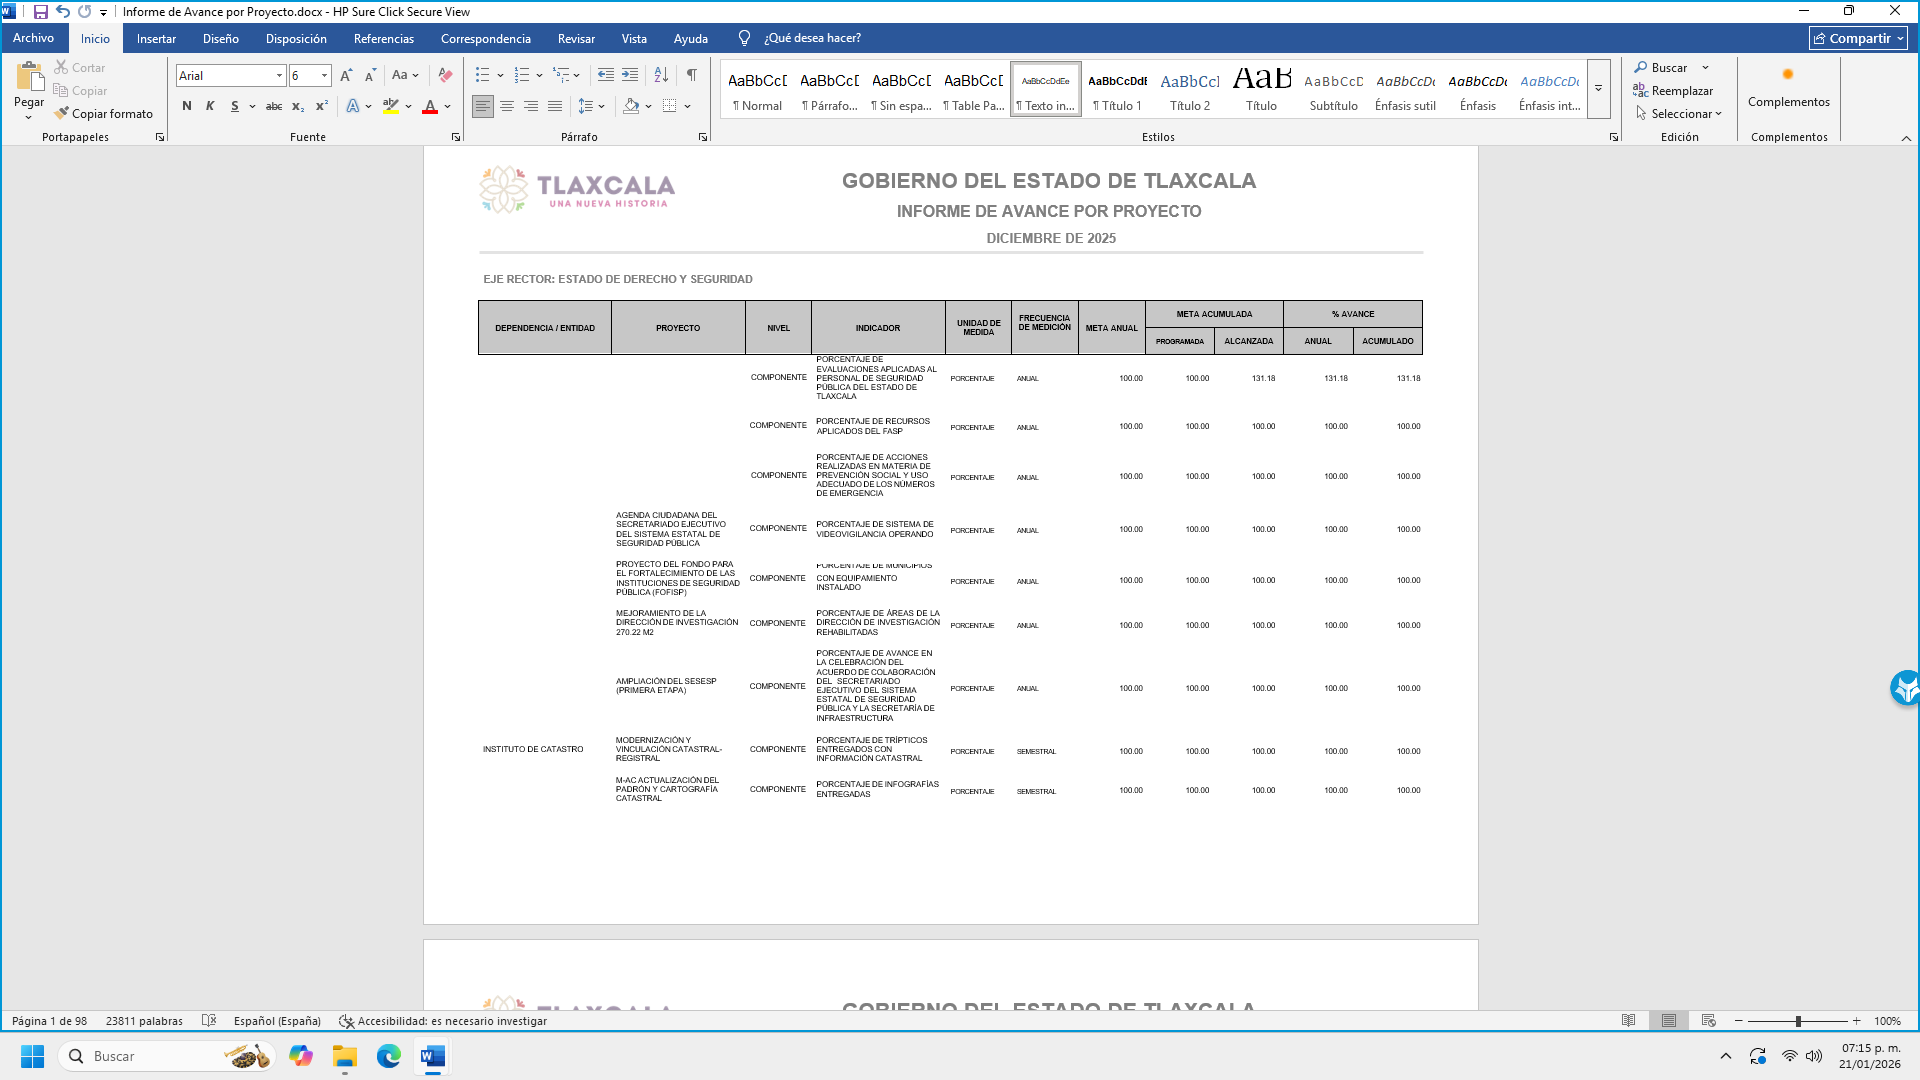 Informe de Avance por Proyecto.docx - HP Sure Click Secure View
Archivo Inicio Insertar Diseño Disposición Referencias Correspondencia Revisar Vista Ayuda ¿Qué desea hacer? Compartir
Pegar
Cortar
Copiar
Copiar formato
Portapapeles
Arial 6
Fuente
Párrafo
AaBbCcD AaBbCcD AaBbCcD AaBbCcD AaBbCcDdEe AaBbCcDdE AaBbCcI AaB AaBbCcD AaBbCcDc AaBbCcDc AaBbCcDc
¶ Normal ¶ Párrafo... ¶ Sin espa... ¶ Table Pa... ¶ Texto in... ¶ Título 1 Título 2 Título Subtítulo Énfasis sutil Énfasis Énfasis int...
Estilos
Buscar
Reemplazar
Seleccionar
Edición
Complementos
Complementos
TLAXCALA
UNA NUEVA HISTORIA
GOBIERNO DEL ESTADO DE TLAXCALA
INFORME DE AVANCE POR PROYECTO
DICIEMBRE DE 2025
EJE RECTOR: ESTADO DE DERECHO Y SEGURIDAD
DEPENDENCIA / ENTIDAD PROYECTO NIVEL INDICADOR UNIDAD DE MEDIDA FRECUENCIA DE MEDICIÓN META ANUAL META ACUMULADA % AVANCE
PROGRAMADA ALCANZADA ANUAL ACUMULADO
PORCENTAJE DE
EVALUACIONES APLICADAS AL
COMPONENTE PERSONAL DE SEGURIDAD PORCENTAJE ANUAL 100.00 100.00 131.18 131.18 131.18
PÚBLICA DEL ESTADO DE
TLAXCALA
COMPONENTE PORCENTAJE DE RECURSOS
APLICADOS DEL FASP PORCENTAJE ANUAL 100.00 100.00 100.00 100.00 100.00
PORCENTAJE DE ACCIONES
REALIZADAS EN MATERIA DE
COMPONENTE PREVENCIÓN SOCIAL Y USO PORCENTAJE ANUAL 100.00 100.00 100.00 100.00 100.00
ADECUADO DE LOS NÚMEROS
DE EMERGENCIA
AGENDA CIUDADANA DEL
SECRETARIADO EJECUTIVO COMPONENTE PORCENTAJE DE SISTEMA DE
DEL SISTEMA ESTATAL DE VIDEOVIGILANCIA OPERANDO PORCENTAJE ANUAL 100.00 100.00 100.00 100.00 100.00
SEGURIDAD PÚBLICA
PROYECTO DEL FONDO PARA PORCENTAJE DE MUNICIPIOS
EL FORTALECIMIENTO DE LAS COMPONENTE CON EQUIPAMIENTO
INSTITUCIONES DE SEGURIDAD INSTALADO PORCENTAJE ANUAL 100.00 100.00 100.00 100.00 100.00
PÚBLICA (FOFISP)
MEJORAMIENTO DE LA PORCENTAJE DE ÁREAS DE LA
DIRECCIÓN DE INVESTIGACIÓN COMPONENTE DIRECCIÓN DE INVESTIGACIÓN PORCENTAJE ANUAL 100.00 100.00 100.00 100.00 100.00
270.22 M2 REHABILITADAS
PORCENTAJE DE AVANCE EN
LA CELEBRACIÓN DEL
ACUERDO DE COLABORACIÓN
AMPLIACIÓN DEL SESESP COMPONENTE DEL SECRETARIADO PORCENTAJE ANUAL 100.00 100.00 100.00 100.00 100.00
(PRIMERA ETAPA) EJECUTIVO DEL SISTEMA
ESTATAL DE SEGURIDAD
PÚBLICA Y LA SECRETARÍA DE
INFRAESTRUCTURA
MODERNIZACIÓN Y PORCENTAJE DE TRÍPTICOS
INSTITUTO DE CATASTRO VINCULACIÓN CATASTRAL- COMPONENTE ENTREGADOS CON PORCENTAJE SEMESTRAL 100.00 100.00 100.00 100.00 100.00
REGISTRAL INFORMACIÓN CATASTRAL
M-AC ACTUALIZACIÓN DEL PORCENTAJE DE INFOGRAFÍAS
PADRÓN Y CARTOGRAFÍA COMPONENTE ENTREGADAS PORCENTAJE SEMESTRAL 100.00 100.00 100.00 100.00 100.00
CATASTRAL
TLAXCALA GOBIERNO DEL ESTADO DE TLAXCALA
Página 1 de 98 23811 palabras Español (España) Accesibilidad: es necesario investigar 100%
Buscar
07:15 p. m.
21/01/2026